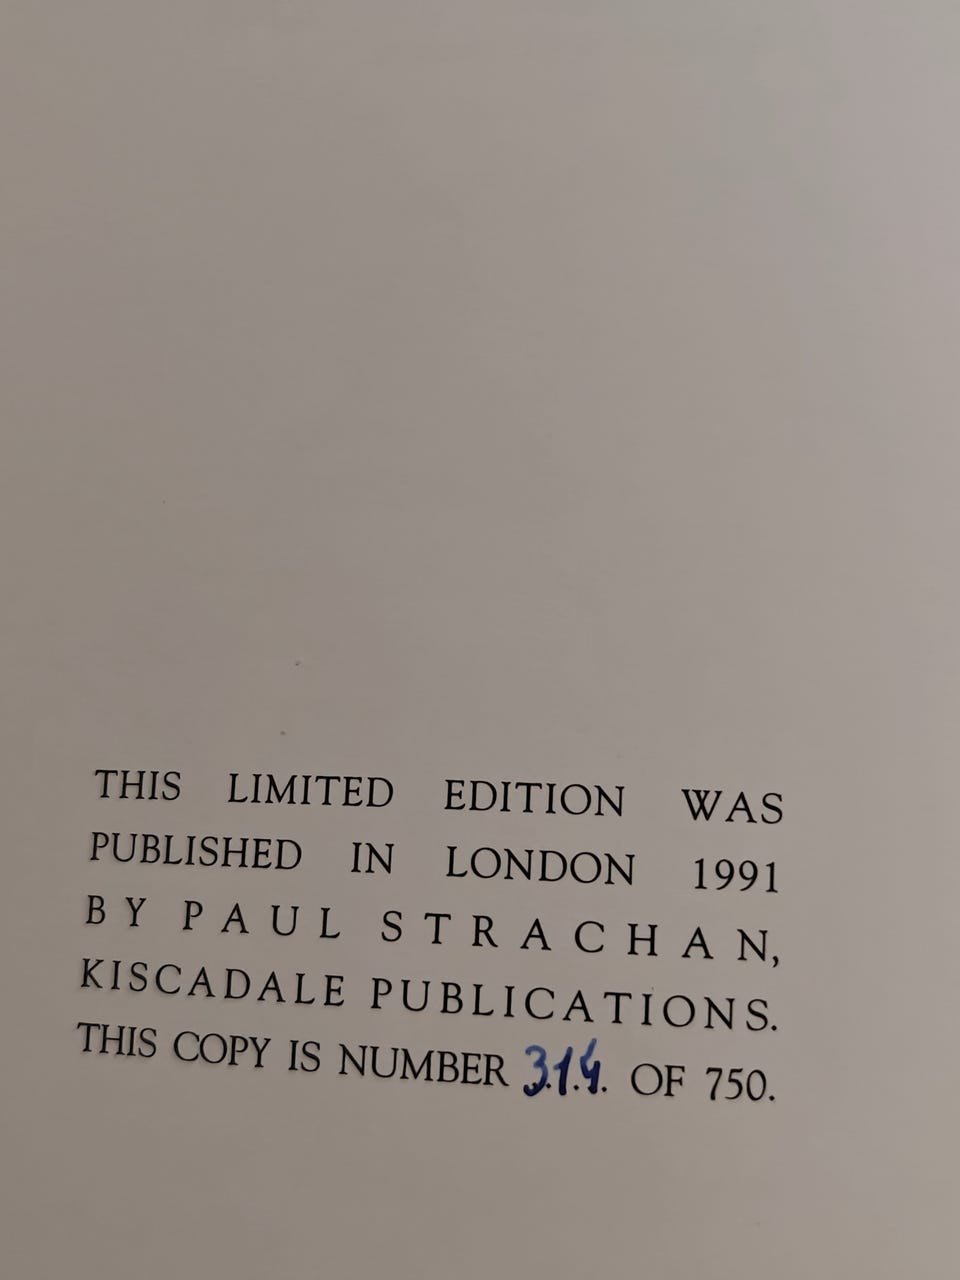 THIS LIMITED EDITION WAS
PUBLISHED IN LONDON 1991
BY PAUL STRACHAN,
KISCADALE PUBLICATIONS.
THIS COPY IS NUMBER 314 OF 750.